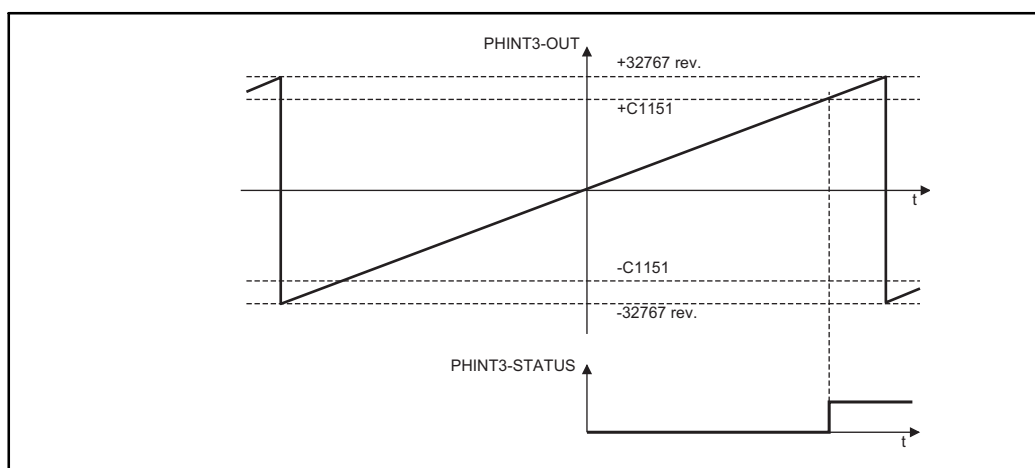 PHINT3-OUT
+32767 rev.
+C1151
t
-C1151
-32767 rev.
PHINT3-STATUS
t